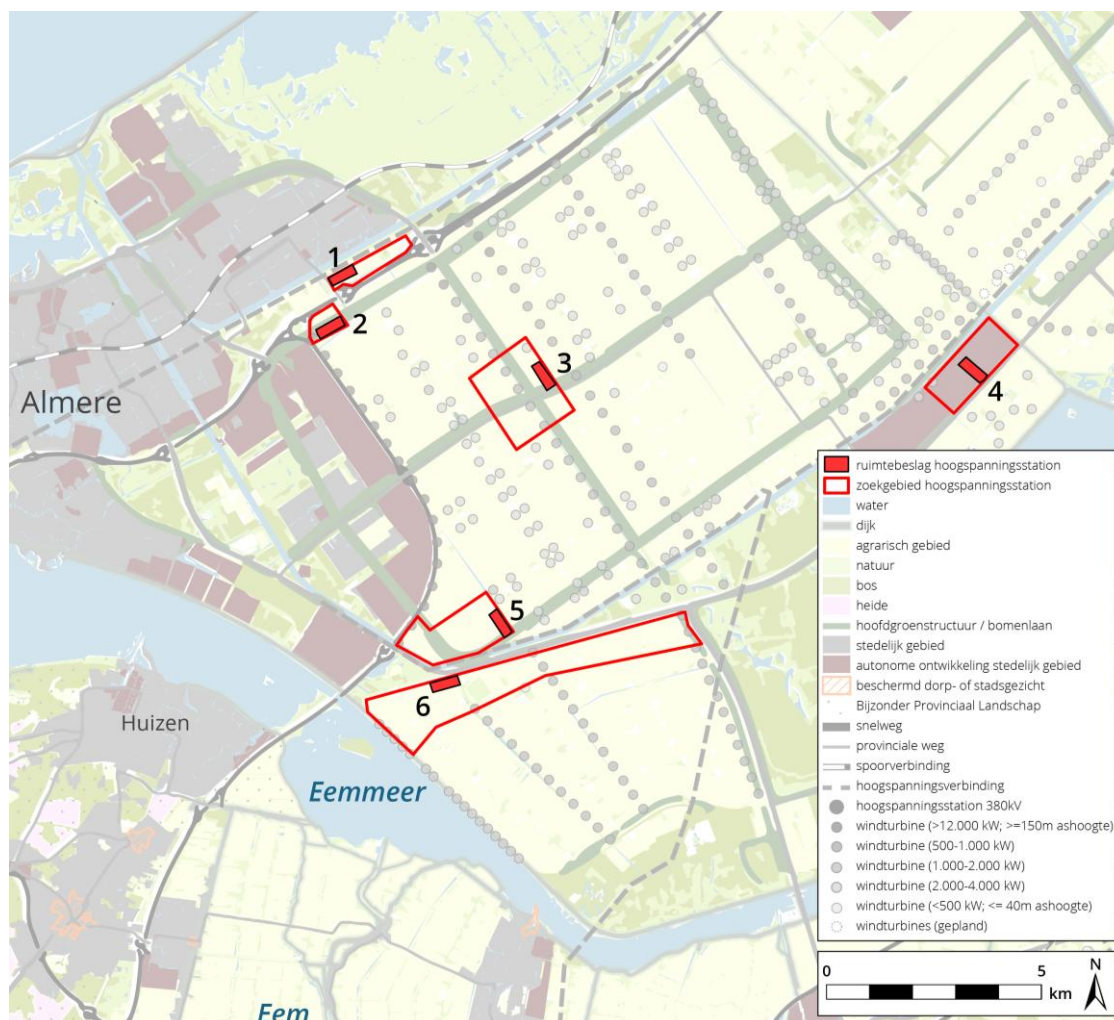 1
2
3
4
Almere
5
6
Huizen
Eemmeer
Eem
ruimtebeslag hoogspanningsstation
zoekgebied hoogspanningsstation
water
dijk
agrarisch gebied
natuur
bos
heide
hoofdgroenstructuur / bomenlaan
stedelijk gebied
autonome ontwikkeling stedelijk gebied
beschermd dorp- of stadsgezicht
Bijzonder Provinciaal Landschap
snelweg
provinciale weg
spoorverbinding
hoogspanningsverbinding
hoogspanningsstation 380kV
windturbine (>12.000 kW; >=150m ashoogte)
windturbine (500-1.000 kW)
windturbine (1.000-2.000 kW)
windturbine (2.000-4.000 kW)
windturbine (<500 kW; <= 40m ashoogte)
windturbines (gepland)
0 5
km
N